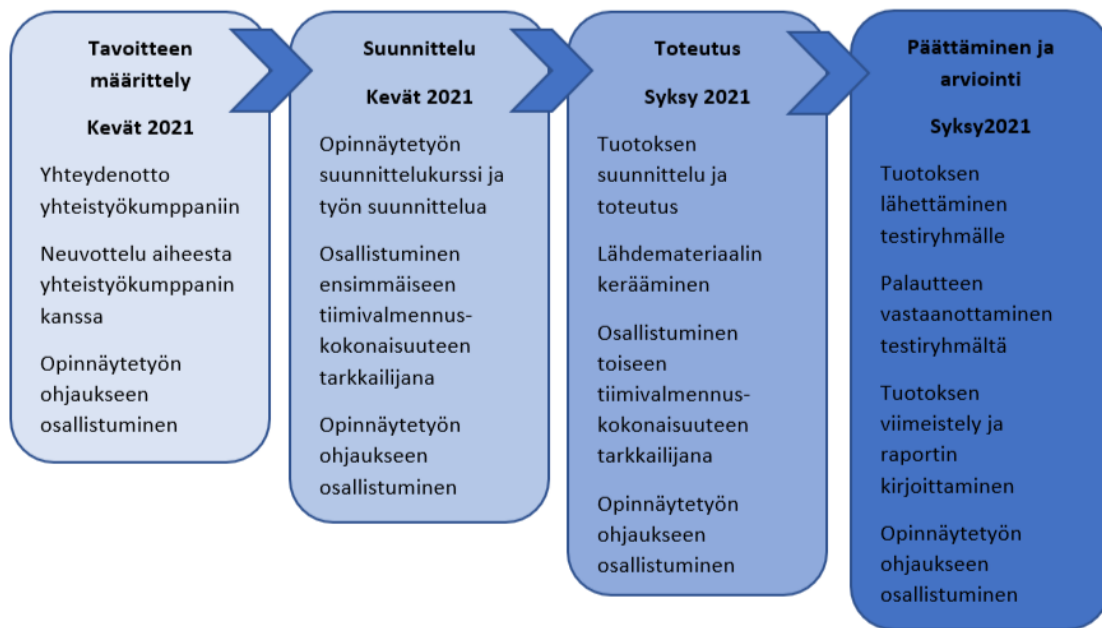 Tavoitteen
määrittely
Kevät 2021
Yhteydenotto
yhteistyökumppaniin
Neuvottelu aiheesta
yhteistyökumppanin
kanssa
Opinnäytetyön
ohjaukseen
osallistuminen
Suunnittelu
Kevät 2021
Opinnäytetyön
suunnittelukurssi ja
työn suunnittelua
Osallistuminen
ensimmäiseen
tiimivalmennus-
kokonaisuuteen
tarkkailijana
Opinnäytetyön
ohjaukseen
osallistuminen
Toteutus
Syksy 2021
Tuotoksen
suunnittelu ja
toteutus
Lähdemateriaalin
kerääminen
Osallistuminen
toiseen
tiimivalmennus-
kokonaisuuteen
tarkkailijana
Opinnäytetyön
ohjaukseen
osallistuminen
Päättäminen ja
arviointi
Syksy2021
Tuotoksen
lähettäminen
testiryhmälle
Palautteen
vastaanottaminen
testiryhmältä
Tuotoksen
viimeistely ja
raportin
kirjoittaminen
Opinnäytetyön
ohjaukseen
osallistuminen